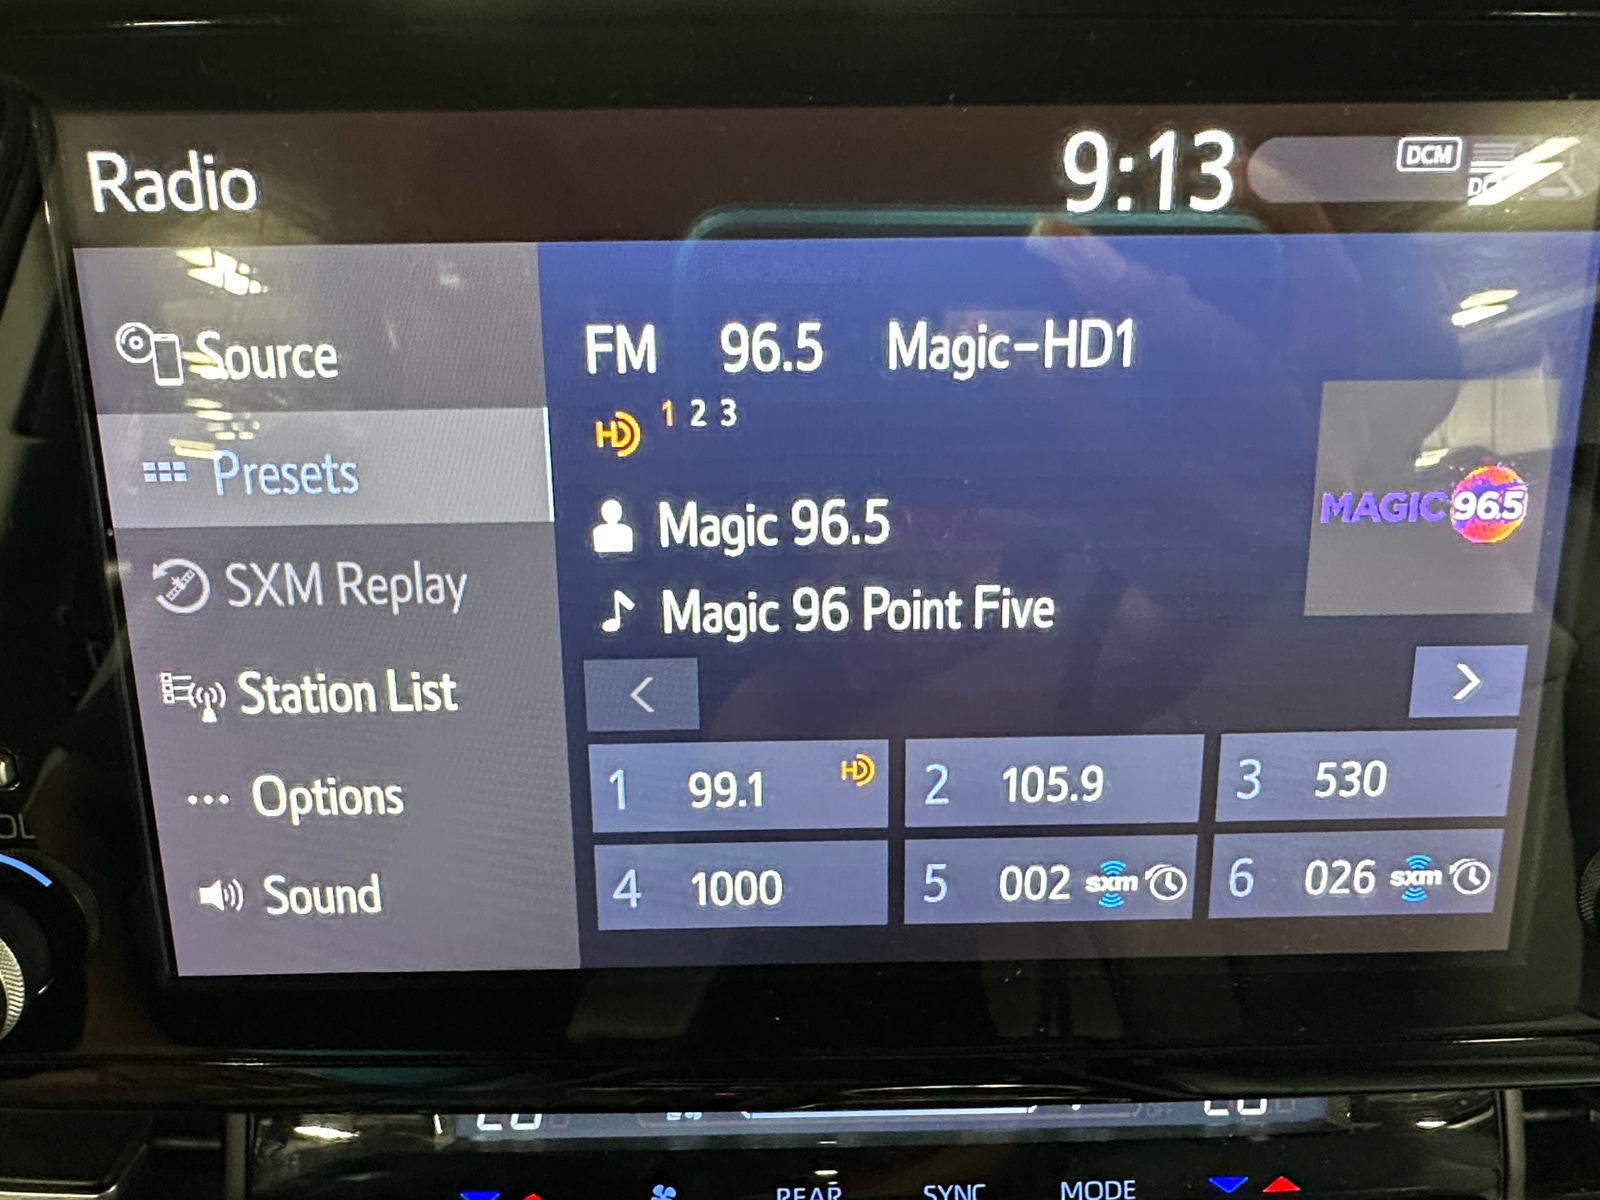 Radio
9:13
DCM
Source
Presets
SXM Replay
Station List
Options
Sound
FM 96.5 Magic-HD1
HD 1 2 3
Magic 96.5
Magic 96 Point Five
MAGIC 96.5
<
>
1 99.1 HD
2 105.9
3 530
4 1000
5 002 sxm
6 026 sxm
OFF
REAR
SYNC
MODE